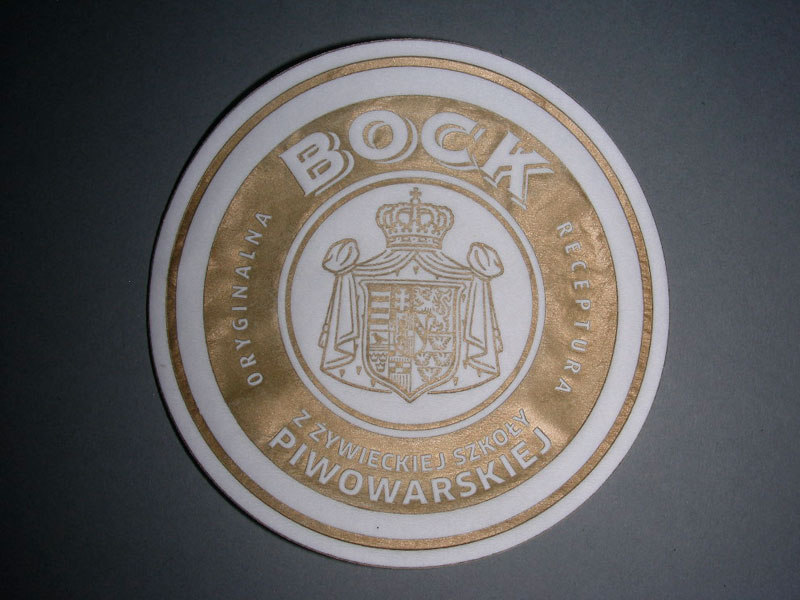 BOCK
ORYGINALNA
RECEPTURA
Z ŻYWIECKIEJ SZKOŁY
PIWOWARSKIEJ